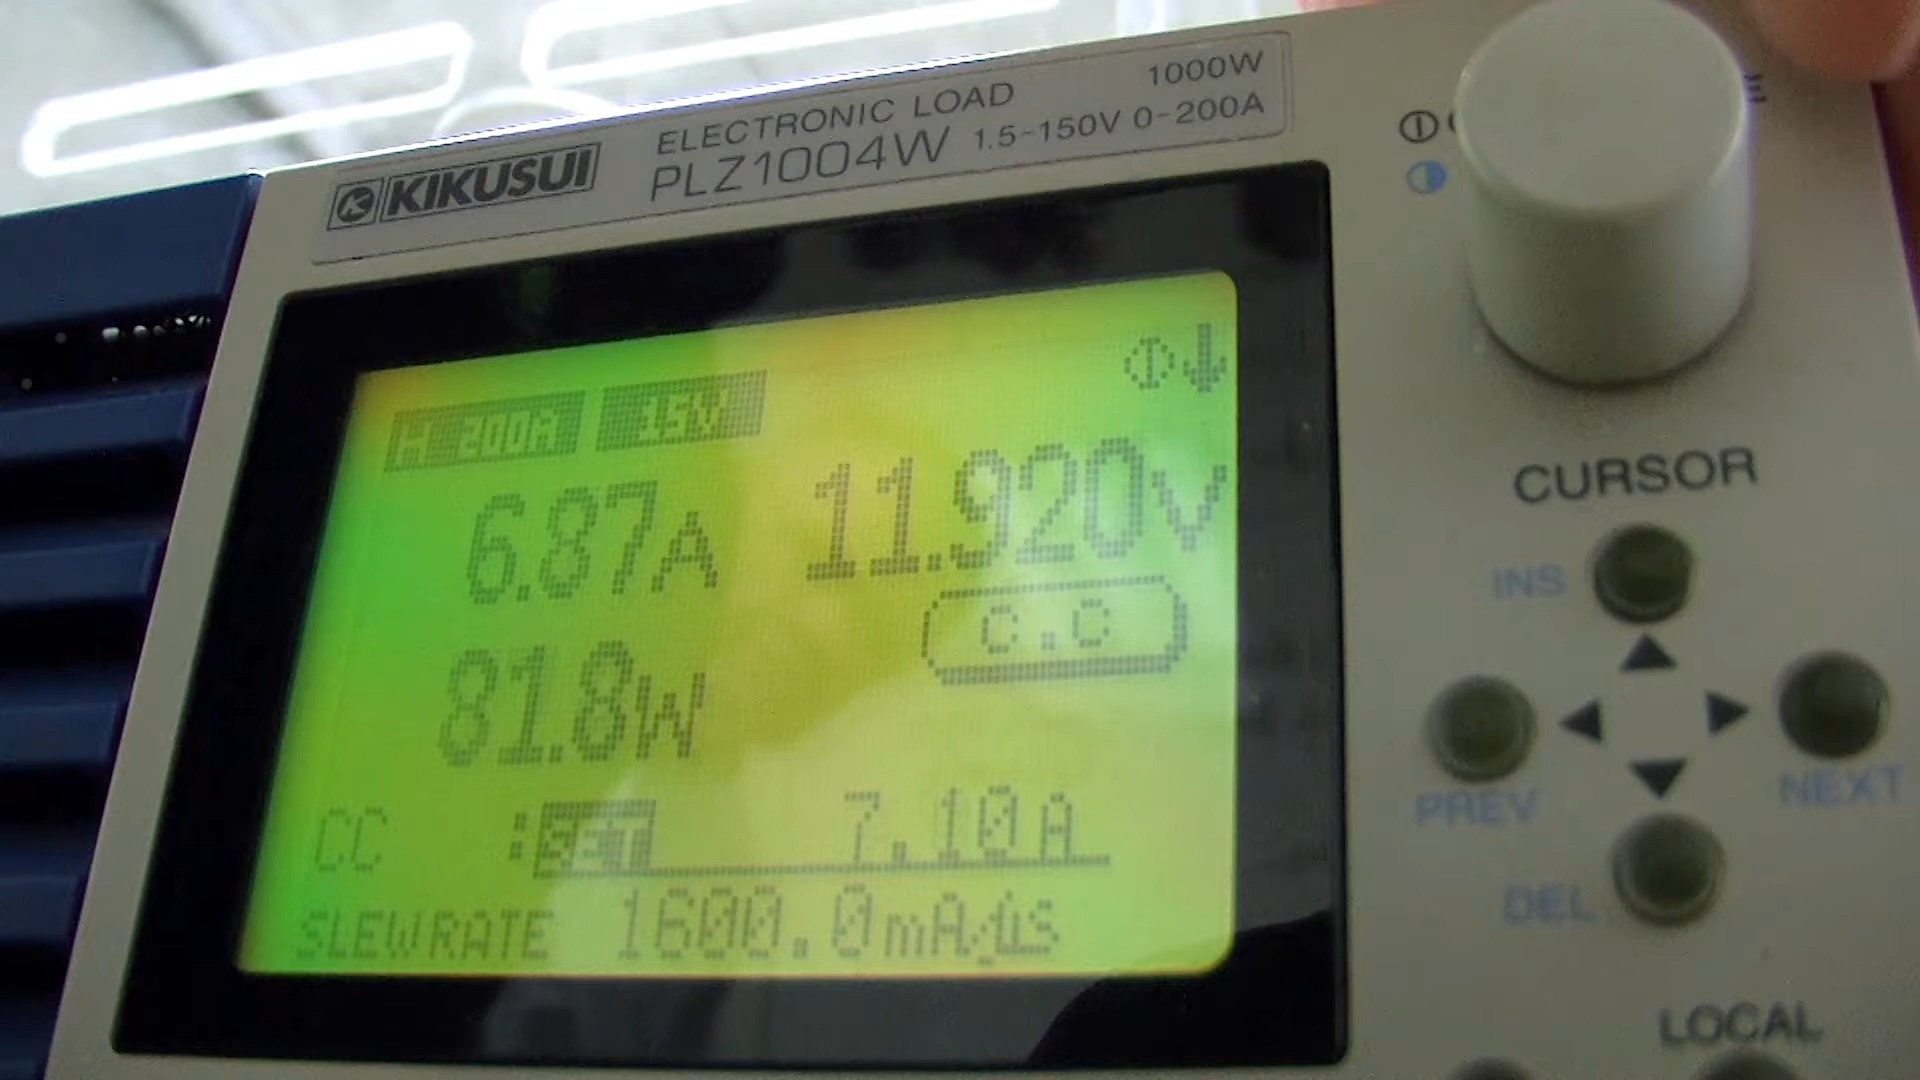 KIKUSUI
ELECTRONIC LOAD
1000W
PLZ1004W
1.5-150V 0-200A
H 200A
15V
6.87A
11.920V
C.C
81.8W
CC :SET 7.10A
SLEWRATE 1600.0mA/µs
CURSOR
INS
PREV
NEXT
DEL
LOCAL